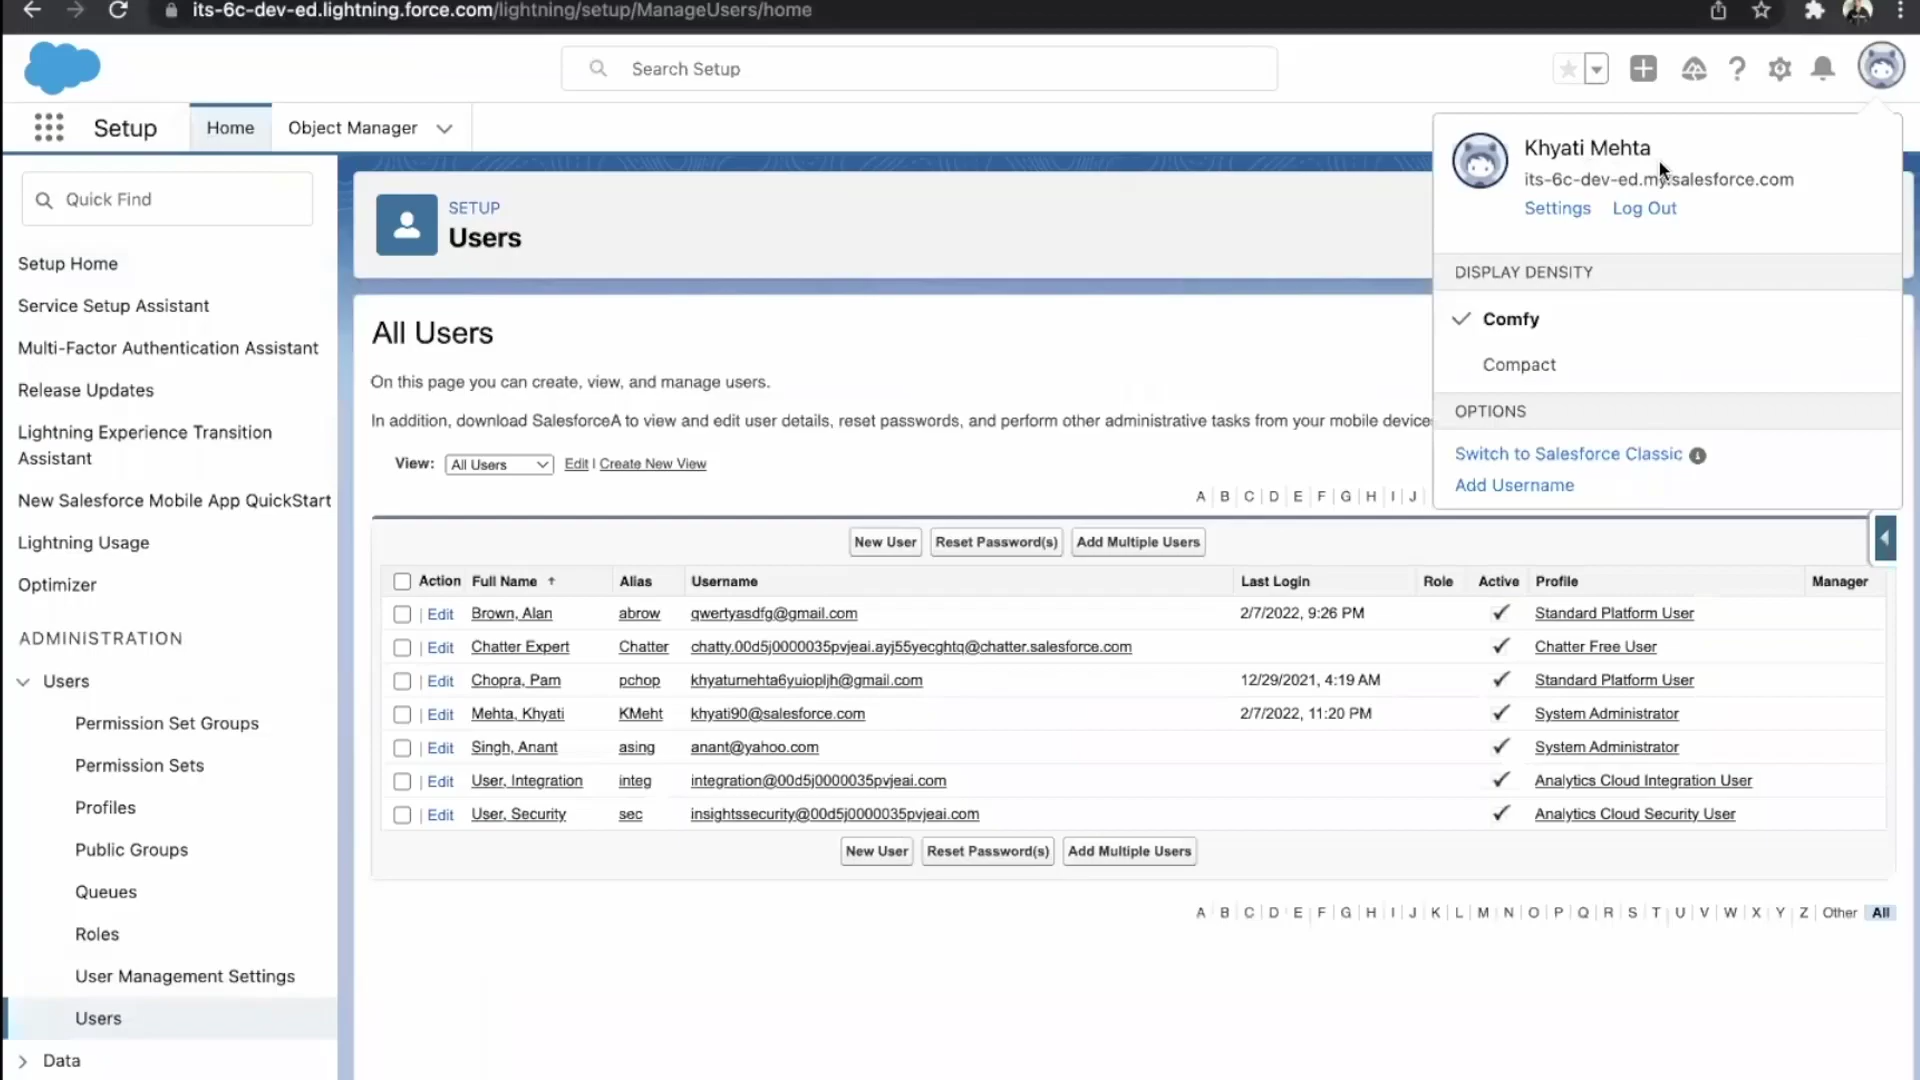 its-6c-dev-ed.lightning.force.com/lightning/setup/ManageUsers/home
Search Setup
Setup
Home
Object Manager
Quick Find
Setup Home
Service Setup Assistant
Multi-Factor Authentication Assistant
Release Updates
Lightning Experience Transition
Assistant
New Salesforce Mobile App QuickStart
Lightning Usage
Optimizer
ADMINISTRATION
Users
Permission Set Groups
Permission Sets
Profiles
Public Groups
Queues
Roles
User Management Settings
Users
Data
SETUP
Users
All Users
On this page you can create, view, and manage users.
In addition, download SalesforceA to view and edit user details, reset passwords, and perform other administrative tasks from your mobile device
View: All Users Edit | Create New View
A B C D E F G H I J
New User Reset Password(s) Add Multiple Users
Action Full Name ↑ Alias Username Last Login Role Active Profile Manager
| Edit Brown, Alan abrow qwertyasdfg@gmail.com 2/7/2022, 9:26 PM ✓ Standard Platform User
| Edit Chatter Expert Chatter chatty.00d5j0000035pvjeai.ayj55yecghtq@chatter.salesforce.com ✓ Chatter Free User
| Edit Chopra, Pam pchop khyatumehta6yuiopljh@gmail.com 12/29/2021, 4:19 AM ✓ Standard Platform User
| Edit Mehta, Khyati KMeht khyati90@salesforce.com 2/7/2022, 11:20 PM ✓ System Administrator
| Edit Singh, Anant asing anant@yahoo.com ✓ System Administrator
| Edit User, Integration integ integration@00d5j0000035pvjeai.com ✓ Analytics Cloud Integration User
| Edit User, Security sec insightssecurity@00d5j0000035pvjeai.com ✓ Analytics Cloud Security User
New User Reset Password(s) Add Multiple Users
A B C D E F G H I J K L M N O P Q R S T U V W X Y Z Other All
Khyati Mehta
its-6c-dev-ed.my.salesforce.com
Settings Log Out
DISPLAY DENSITY
✓ Comfy
Compact
OPTIONS
Switch to Salesforce Classic
Add Username